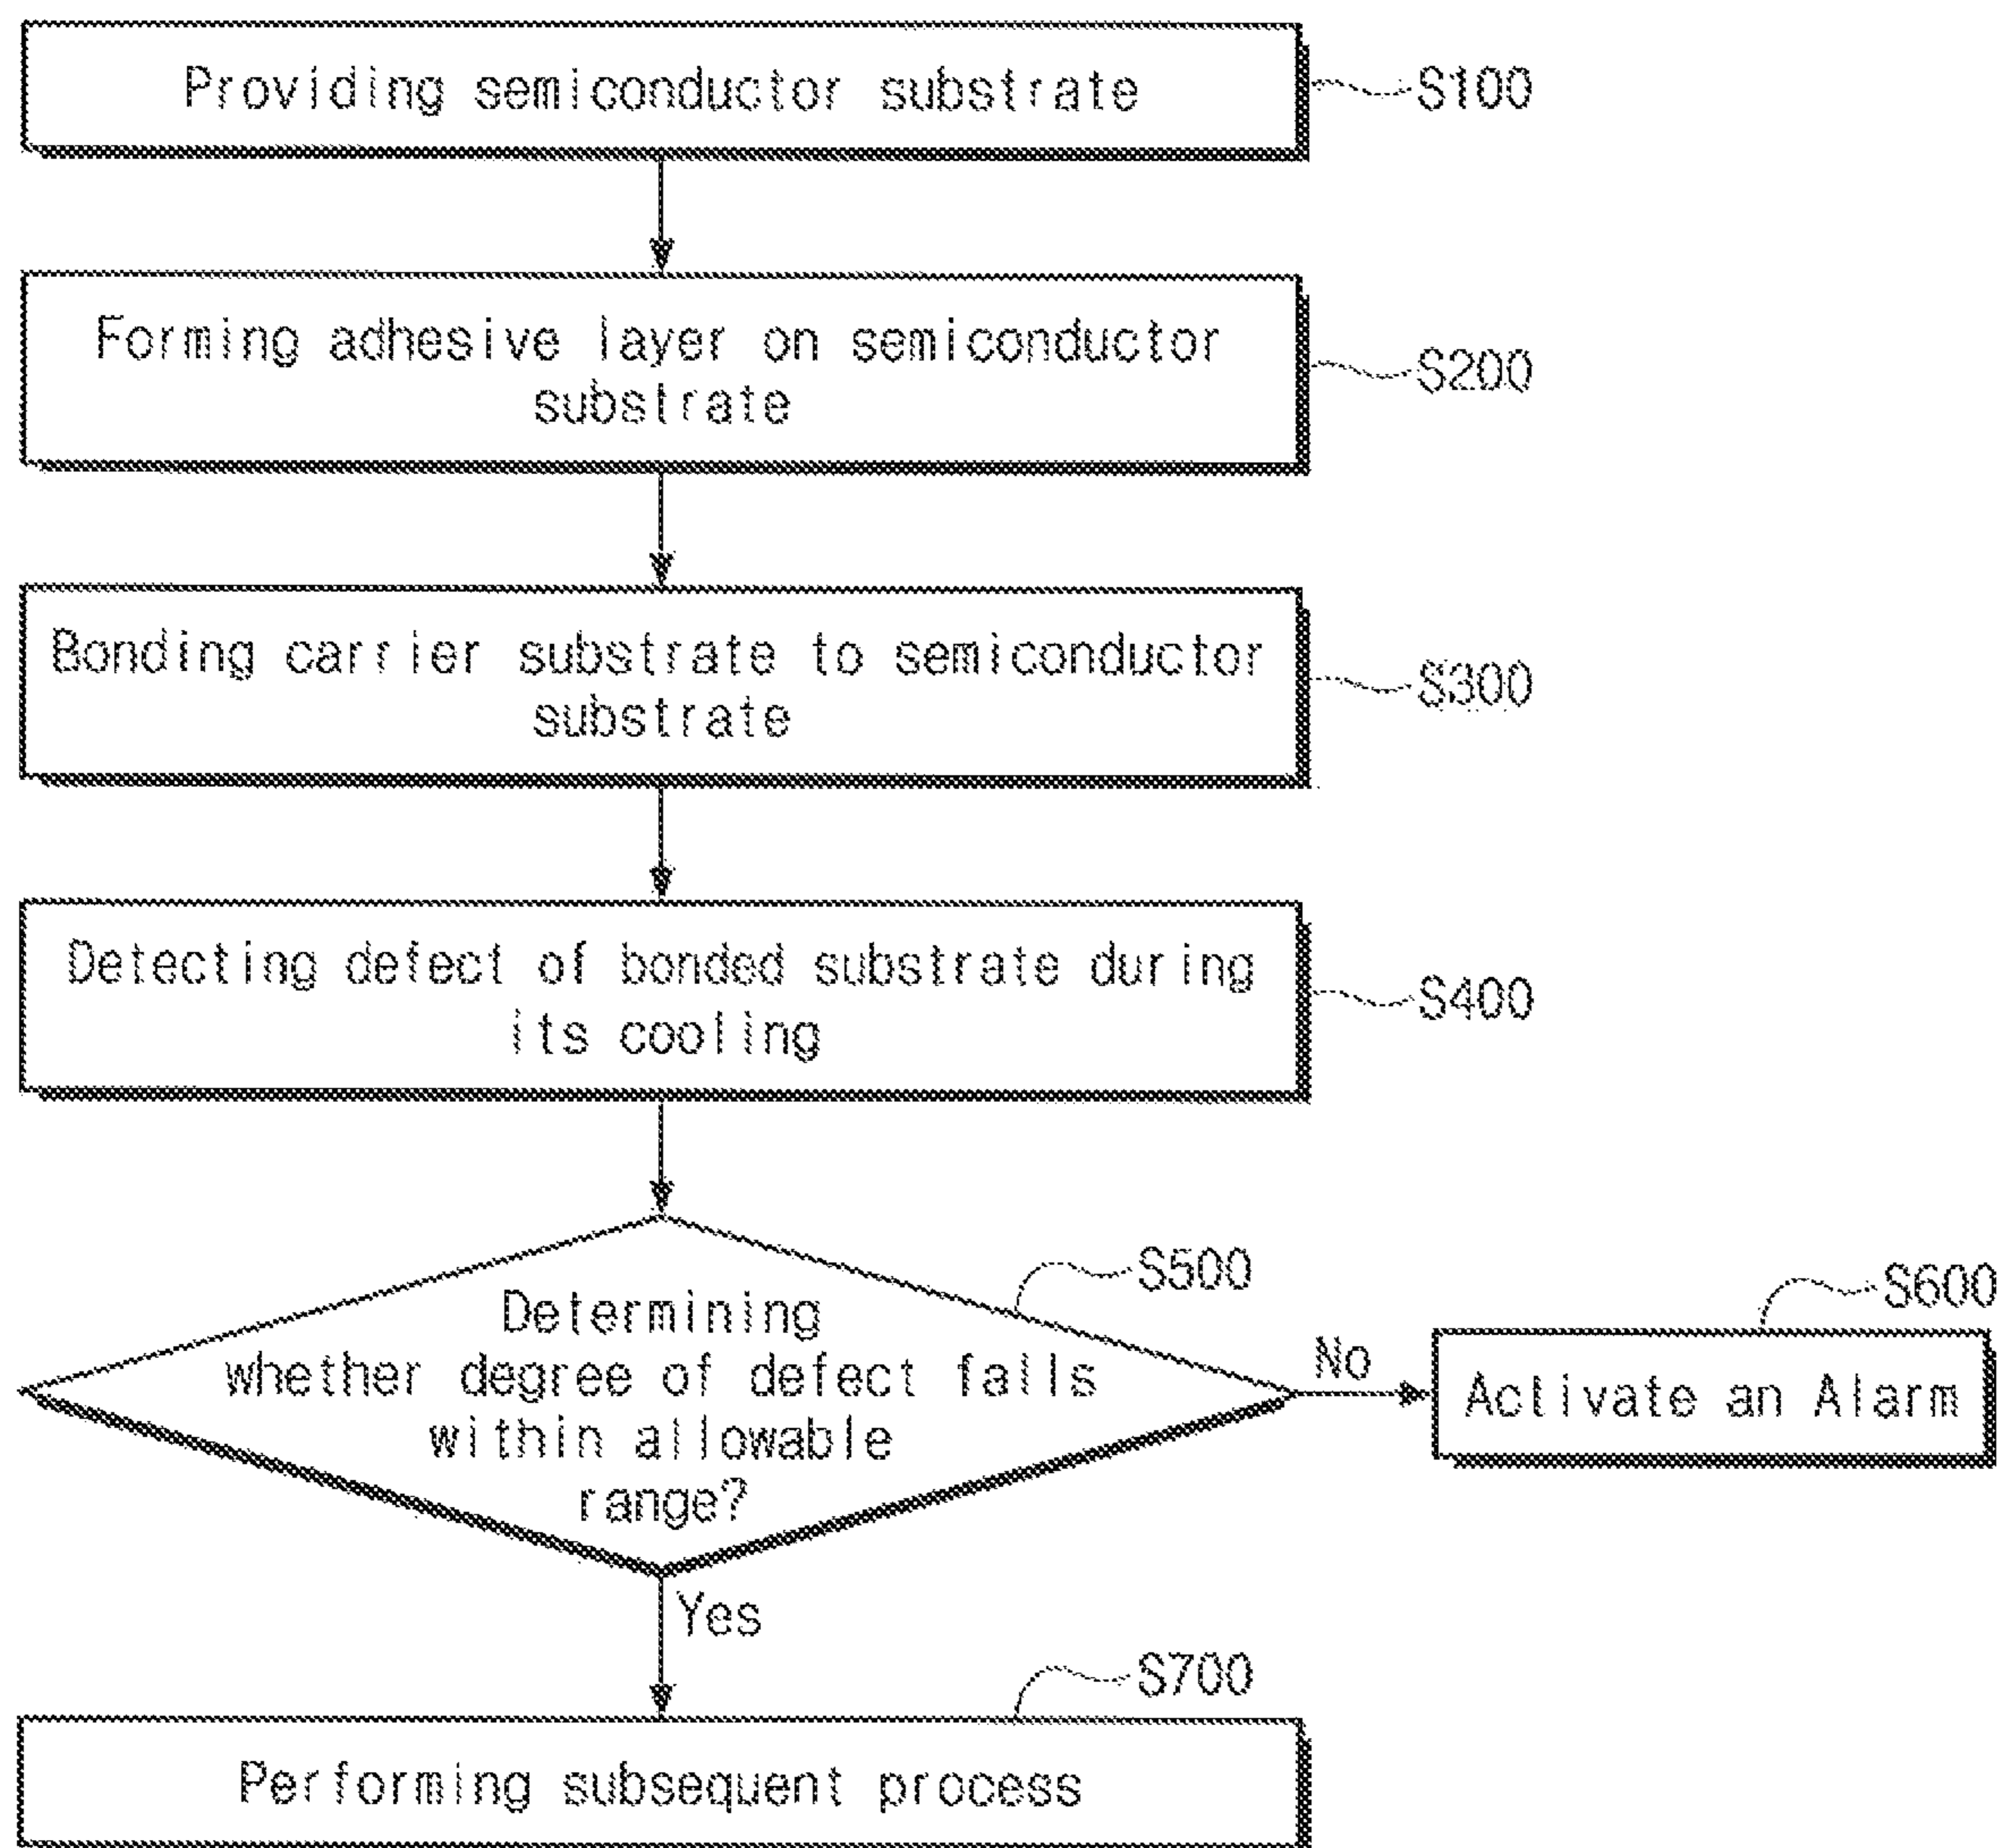 Providing semiconductor substrate
S100
Forming adhesive layer on semiconductor
substrate
S200
Bonding carrier substrate to semiconductor
substrate
S300
Detecting defect of bonded substrate during
its cooling
S400
S500
Determining
whether degree of defect falls
within allowable
range?
No
S600
Activate an Alarm
Yes
S700
Performing subsequent process